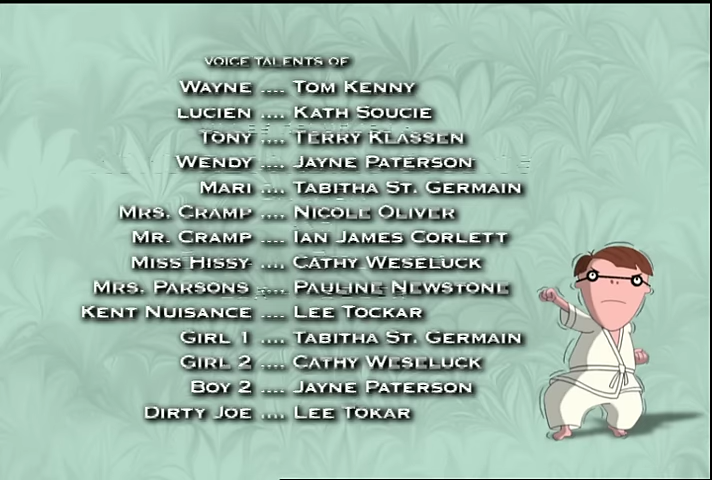 VOICE TALENTS OF
WAYNE .... TOM KENNY
LUCIEN .... KATH SOUCIE
TONY .... TERRY KLASSEN
WENDY .... JAYNE PATERSON
MARI .... TABITHA ST. GERMAIN
MRS. CRAMP .... NICOLE OLIVER
MR. CRAMP .... IAN JAMES CORLETT
MISS HISSY .... CATHY WESELUCK
MRS. PARSONS .... PAULINE NEWSTONE
KENT NUISANCE .... LEE TOCKAR
GIRL 1 .... TABITHA ST. GERMAIN
GIRL 2 .... CATHY WESELUCK
BOY 2 .... JAYNE PATERSON
DIRTY JOE .... LEE TOKAR